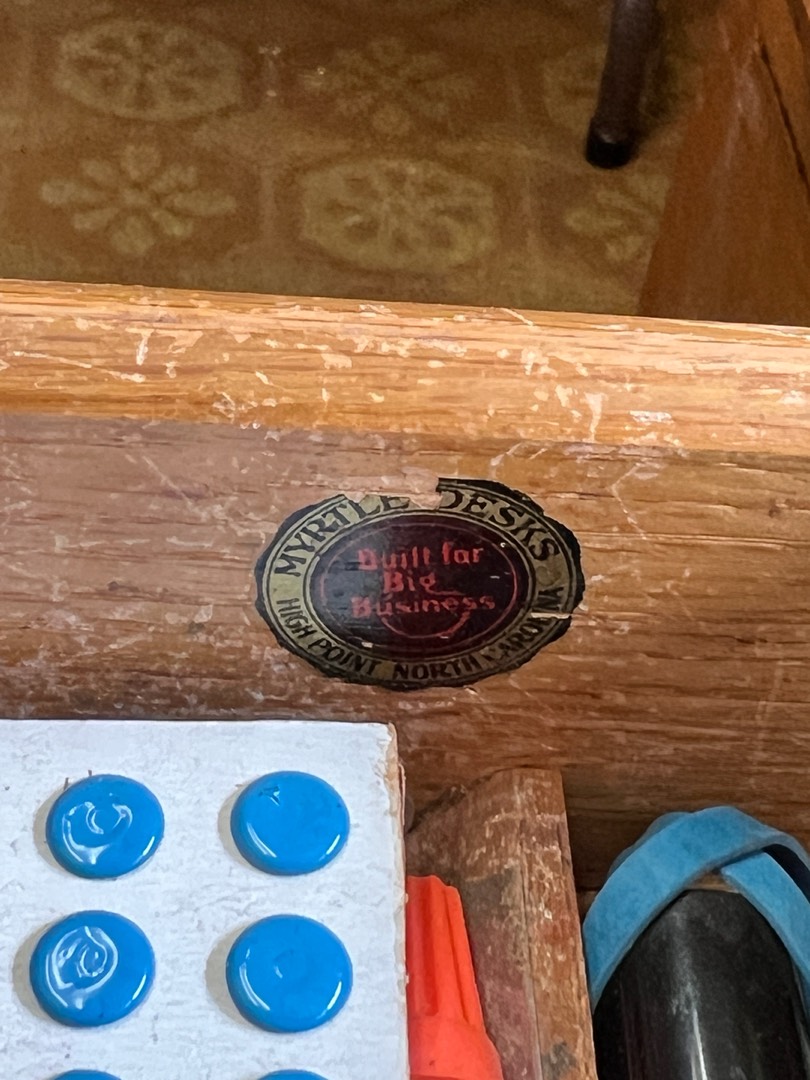 MYRTLE DESKS
Built for
Big
Business
HIGH POINT NORTH CAROLINA